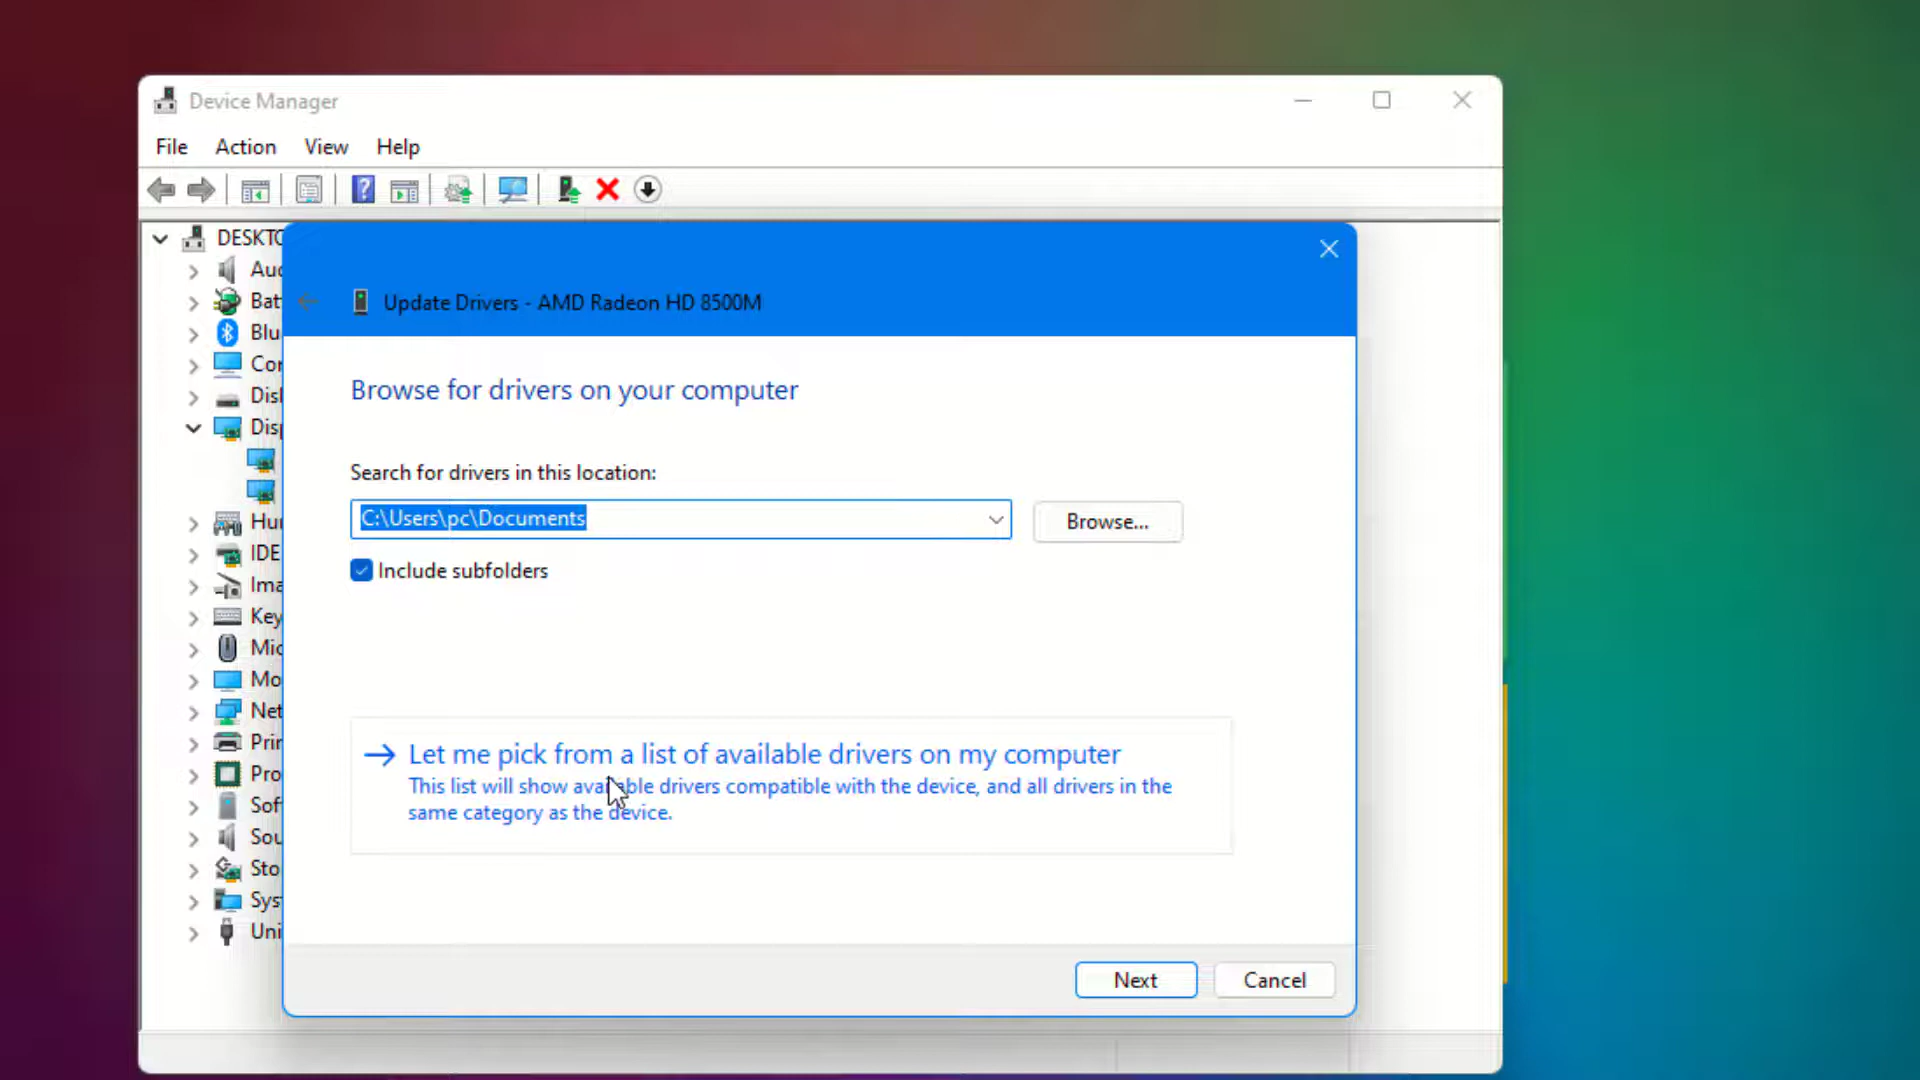 Device Manager
File Action View Help
DESKTO
Aud
Bat
Blu
Cor
Disl
Disp
Hur
IDE
Ima
Key
Mic
Mo
Net
Prin
Pro
Sof
Sou
Sto
Sys
Uni
Update Drivers - AMD Radeon HD 8500M
Browse for drivers on your computer
Search for drivers in this location:
C:\Users\pc\Documents
Browse...
Include subfolders
Let me pick from a list of available drivers on my computer
This list will show available drivers compatible with the device, and all drivers in the
same category as the device.
Next Cancel